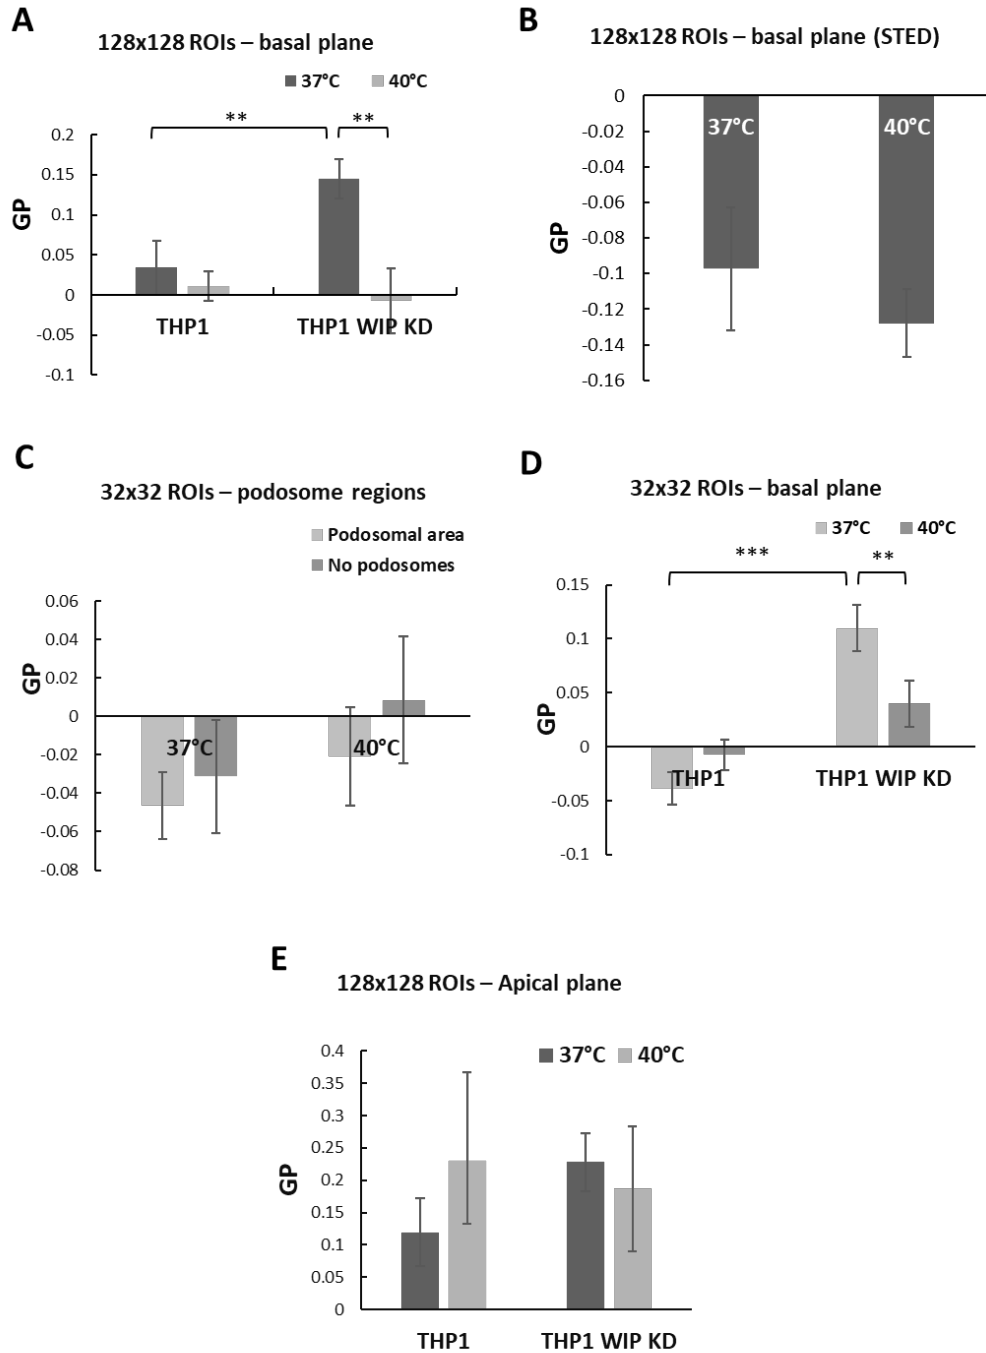 A
128x128 ROIs – basal plane
37°C 40°C
** **
0.2
0.15
0.1
0.05
0
-0.05
-0.1
GP
THP1 THP1 WIP KD
B
128x128 ROIs – basal plane (STED)
0
-0.02
-0.04
-0.06
-0.08
-0.1
-0.12
-0.14
-0.16
GP
37°C 40°C
C
32x32 ROIs – podosome regions
Podosomal area
No podosomes
0.06
0.04
0.02
0
-0.02
-0.04
-0.06
-0.08
GP
37°C 40°C
D
32x32 ROIs – basal plane
37°C 40°C
*** **
0.15
0.1
0.05
0
-0.05
-0.1
GP
THP1 THP1 WIP KD
E
128x128 ROIs – Apical plane
37°C 40°C
0.4
0.35
0.3
0.25
0.2
0.15
0.1
0.05
0
GP
THP1 THP1 WIP KD